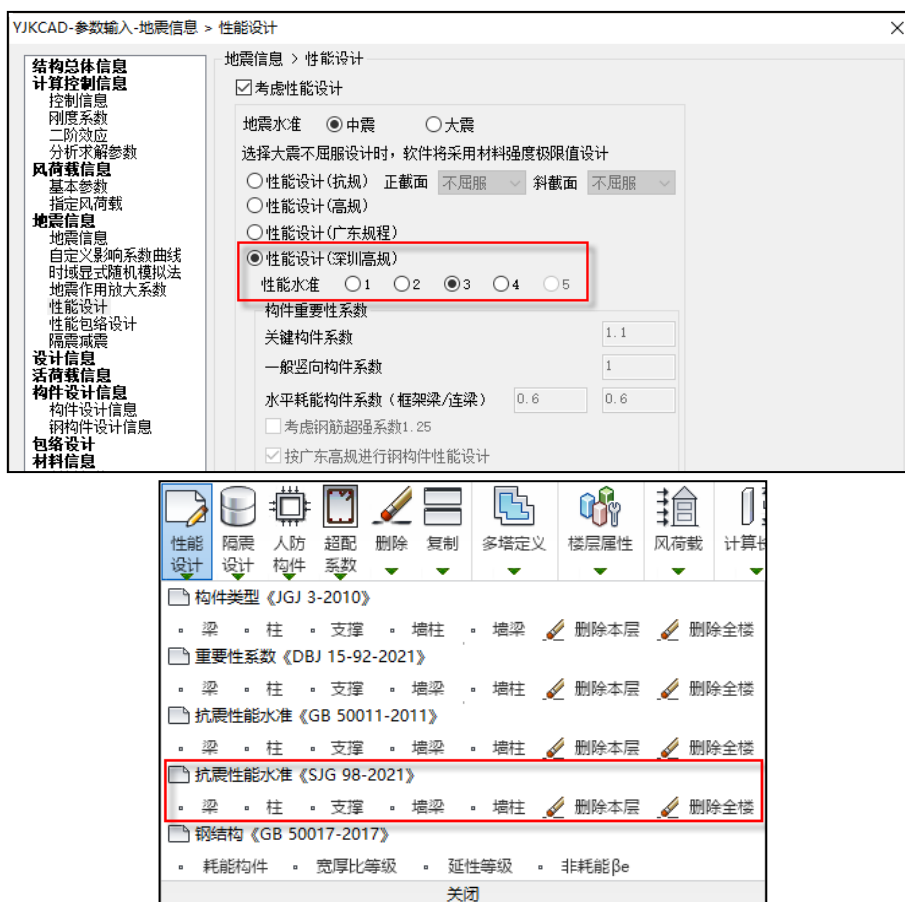 YJKCAD-参数输入-地震信息 > 性能设计
结构总体信息
计算控制信息
控制信息
刚度系数
二阶效应
分析求解参数
风荷载信息
基本参数
指定风荷载
地震信息
地震信息
自定义影响系数曲线
时域显式随机模拟法
地震作用放大系数
性能设计
性能包络设计
隔震减震
设计信息
活荷载信息
构件设计信息
构件设计信息
钢构件设计信息
包络设计
材料信息
地震信息 > 性能设计
考虑性能设计
地震水准 中震 大震
选择大震不屈服设计时，软件将采用材料强度极限值设计
性能设计(抗规) 正截面 不屈服 斜截面 不屈服
性能设计(高规)
性能设计(广东规程)
性能设计(深圳高规)
性能水准 1 2 3 4 5
构件重要性系数
关键构件系数 1.1
一般竖向构件系数 1
水平耗能构件系数（框架梁/连梁） 0.6 0.6
考虑钢筋超强系数1.25
按广东高规进行钢构件性能设计
性能设计 隔震设计 人防构件 超配系数 删除 复制 多塔定义 楼层属性 风荷载 计算
构件类型《JGJ 3-2010》
梁 柱 支撑 墙柱 墙梁 删除本层 删除全楼
重要性系数《DBJ 15-92-2021》
梁 柱 支撑 墙梁 墙柱 删除本层 删除全楼
抗震性能水准《GB 50011-2011》
梁 柱 支撑 墙梁 墙柱 删除本层 删除全楼
抗震性能水准《SJG 98-2021》
梁 柱 支撑 墙梁 墙柱 删除本层 删除全楼
钢结构《GB 50017-2017》
耗能构件 宽厚比等级 延性等级 非耗能βe
关闭